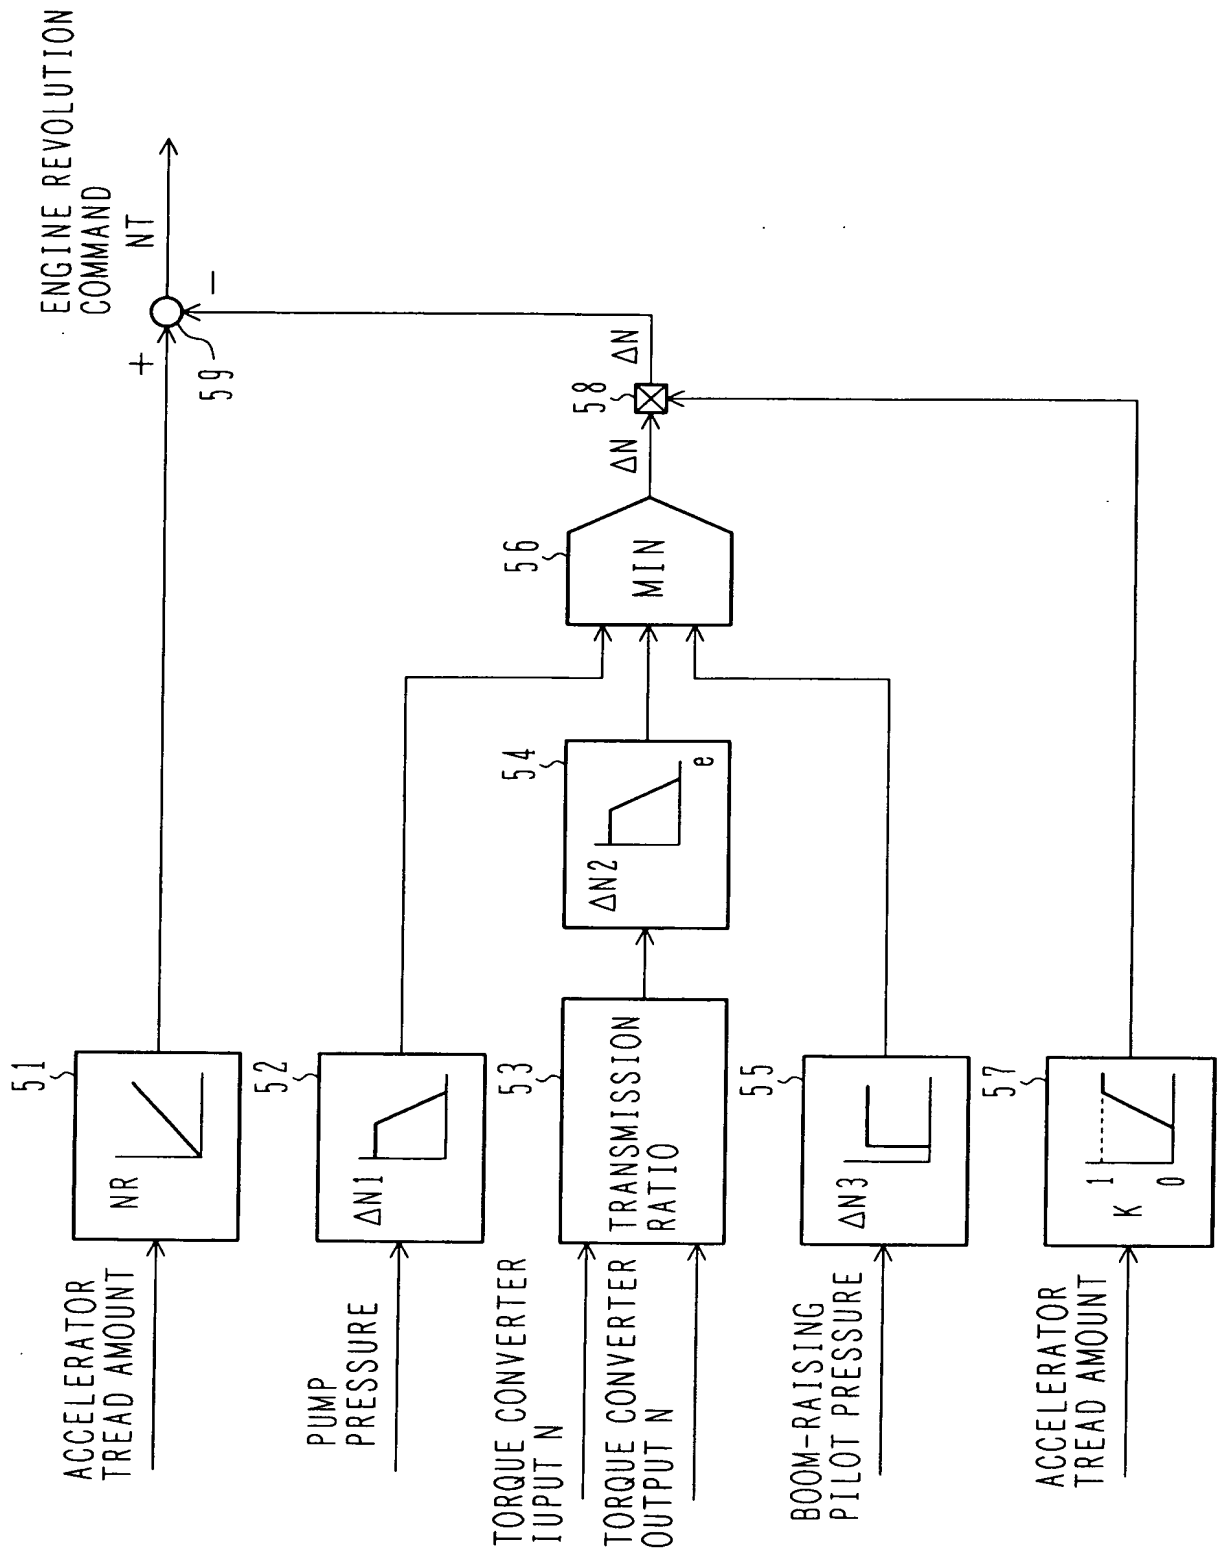 ENGINE REVOLUTION
COMMAND
NT
+
−
59
51
NR
ACCELERATOR
TREAD AMOUNT
52
ΔN1
PUMP
PRESSURE
53
TRANSMISSION
RATIO
TORQUE CONVERTER
IUPUT N
TORQUE CONVERTER
OUTPUT N
54
ΔN2
e
56
MIN
ΔN
58
ΔN
55
ΔN3
BOOM-RAISING
PILOT PRESSURE
57
K
1
0
ACCELERATOR
TREAD AMOUNT